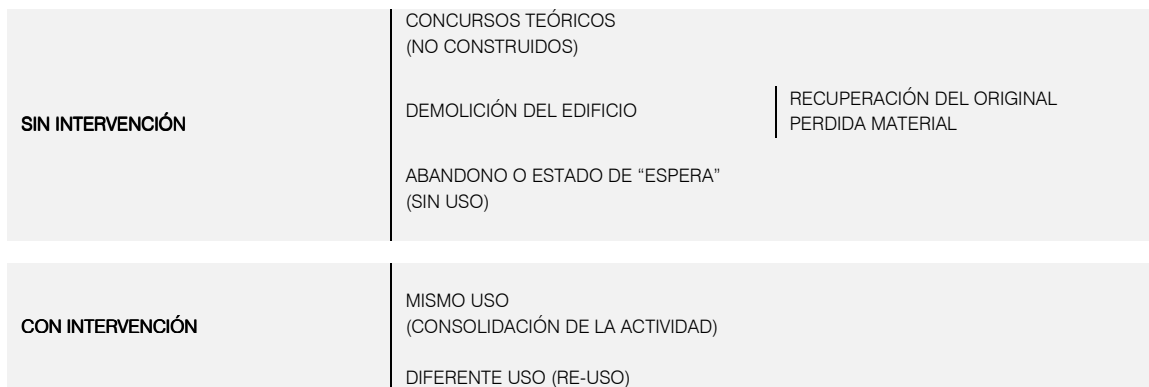 CONCURSOS TEÓRICOS
(NO CONSTRUIDOS)
SIN INTERVENCIÓN
DEMOLICIÓN DEL EDIFICIO
RECUPERACIÓN DEL ORIGINAL
PERDIDA MATERIAL
ABANDONO O ESTADO DE “ESPERA”
(SIN USO)
CON INTERVENCIÓN
MISMO USO
(CONSOLIDACIÓN DE LA ACTIVIDAD)
DIFERENTE USO (RE-USO)